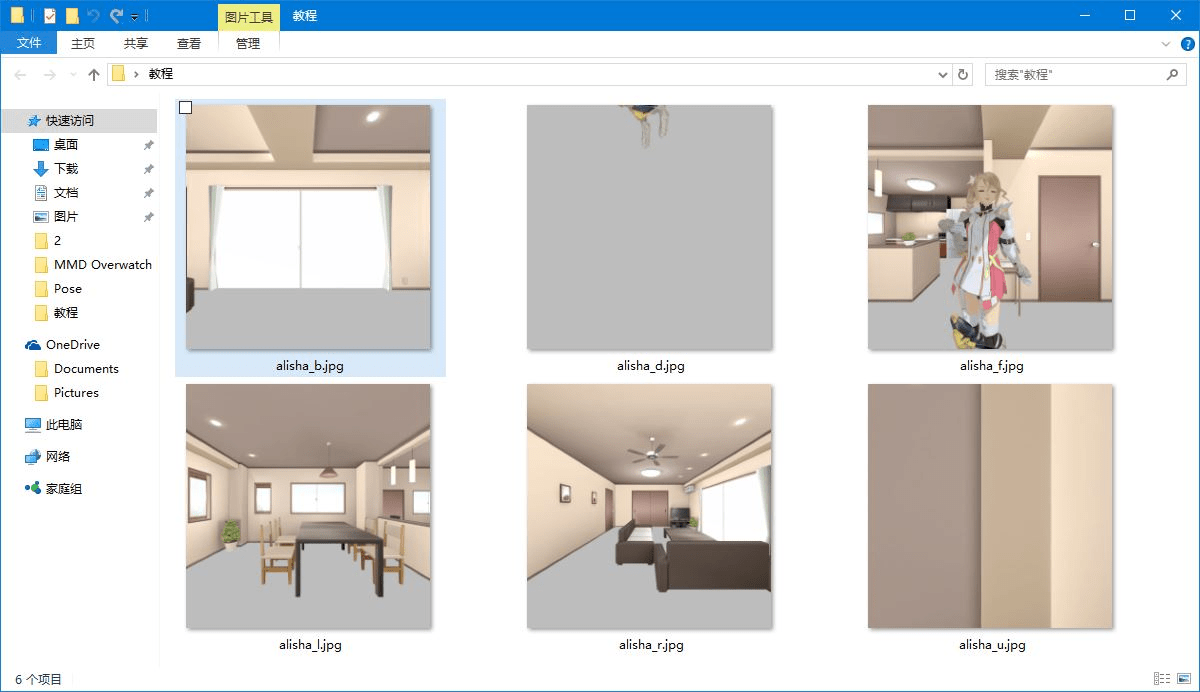 图片工具 教程
文件 主页 共享 查看 管理
教程 搜索"教程"
快速访问
桌面
下载
文档
图片
2
MMD Overwatch
Pose
教程
OneDrive
Documents
Pictures
此电脑
网络
家庭组
alisha_b.jpg alisha_d.jpg alisha_f.jpg
alisha_l.jpg alisha_r.jpg alisha_u.jpg
6 个项目